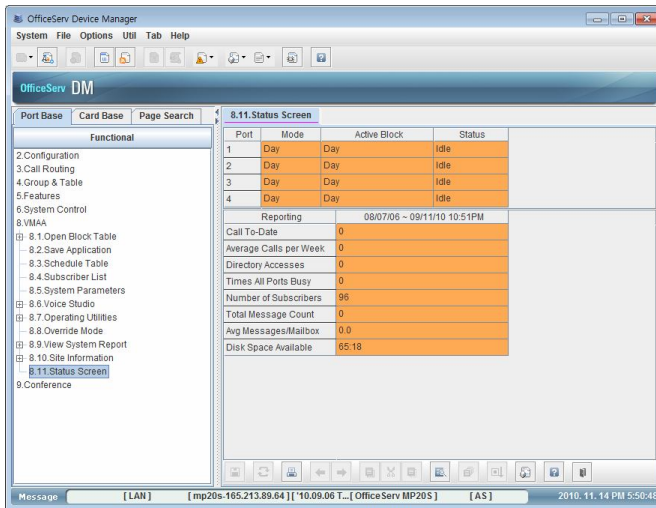 OfficeServ Device Manager
System File Options Util Tab Help
OfficeServ DM
Port Base Card Base Page Search
Functional
2.Configuration
3.Call Routing
4.Group & Table
5.Features
6.System Control
8.VMAA
8.1.Open Block Table
8.2.Save Application
8.3.Schedule Table
8.4.Subscriber List
8.5.System Parameters
8.6.Voice Studio
8.7.Operating Utilities
8.8.Override Mode
8.9.View System Report
8.10.Site Information
8.11.Status Screen
9.Conference
8.11.Status Screen
Port Mode Active Block Status
1 Day Day Idle
2 Day Day Idle
3 Day Day Idle
4 Day Day Idle
Reporting 08/07/06 ~ 09/11/10 10:51PM
Call To-Date 0
Average Calls per Week 0
Directory Accesses 0
Times All Ports Busy 0
Number of Subscribers 96
Total Message Count 0
Avg Messages/Mailbox 0.0
Disk Space Available 65:18
Message [LAN] [mp20s-165.213.89.64] ['10.09.06 T...[OfficeServ MP20S] [AS] 2010. 11. 14 PM 5:50:48